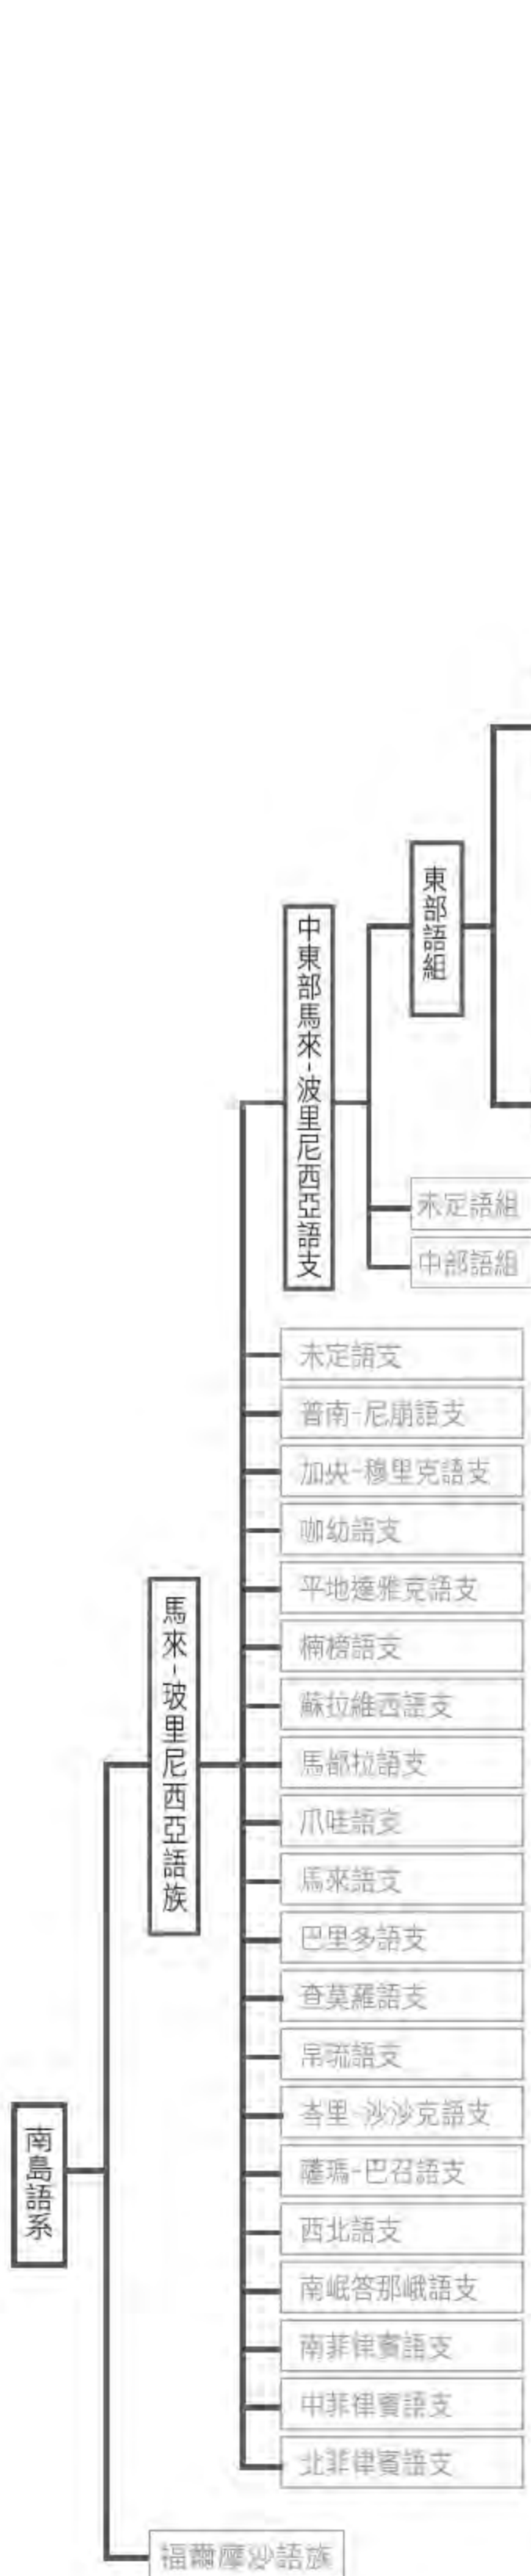 東部語組
中東部馬來-波里尼西亞語支
未定語組
中部語組
未定語支
普南-尼崩語支
加央-穆里克語支
咖幼語支
平地達雅克語支
楠榜語支
蘇拉維西語支
馬來-玻里尼西亞語族
馬都拉語支
爪哇語支
馬來語支
巴里多語支
查莫羅語支
帛琉語支
峇里-沙沙克語支
南島語系
薩瑪-巴召語支
西北語支
南岷答那峨語支
南菲律賓語支
中菲律賓語支
北菲律賓語支
福爾摩沙語族